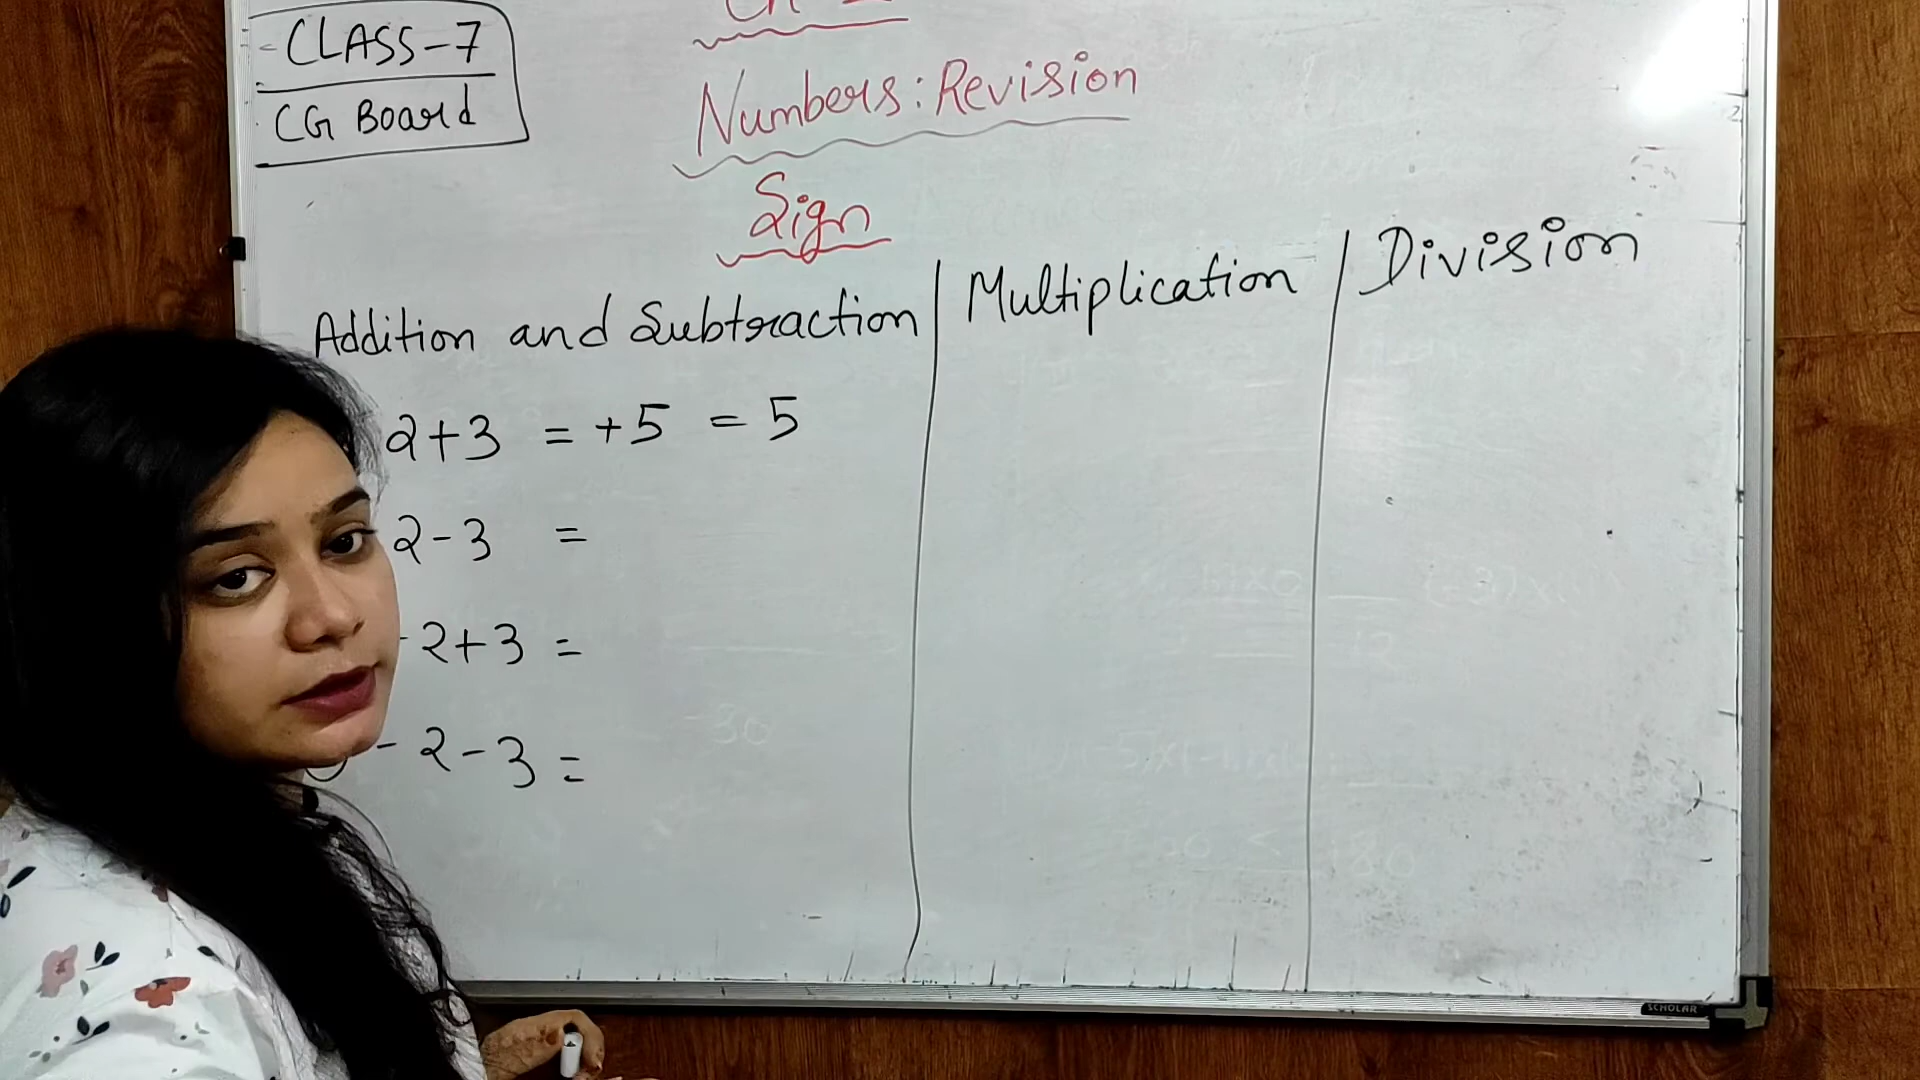 CLASS-7
CG Board
Numbers: Revision
Sign
Addition and Subtraction | Multiplication | Division
2+3 = +5 = 5
2-3 =
-2+3 =
-2-3 =
SCHOLAR